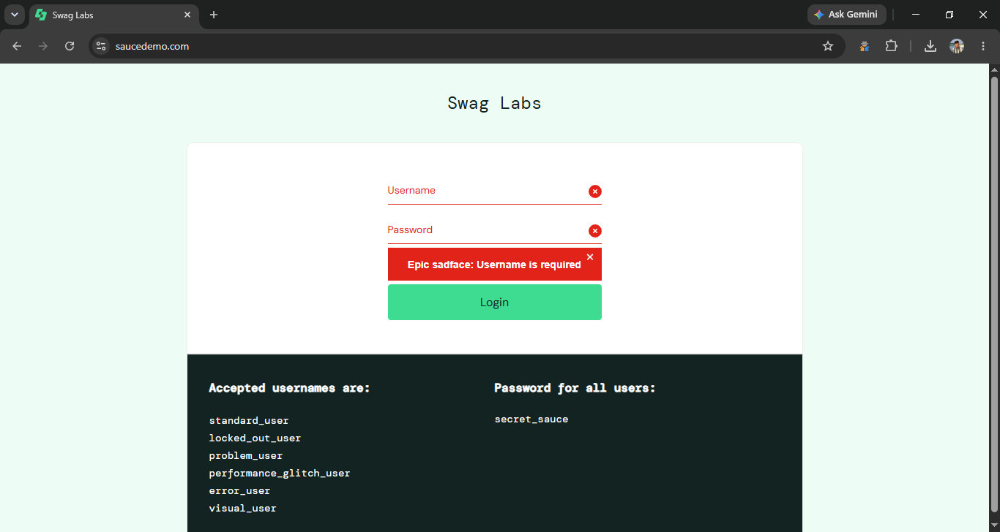 Swag Labs
Ask Gemini
saucedemo.com
Swag Labs
Username
Password
Epic sadface: Username is required
Login
Accepted usernames are:
standard_user
locked_out_user
problem_user
performance_glitch_user
error_user
visual_user
Password for all users:
secret_sauce